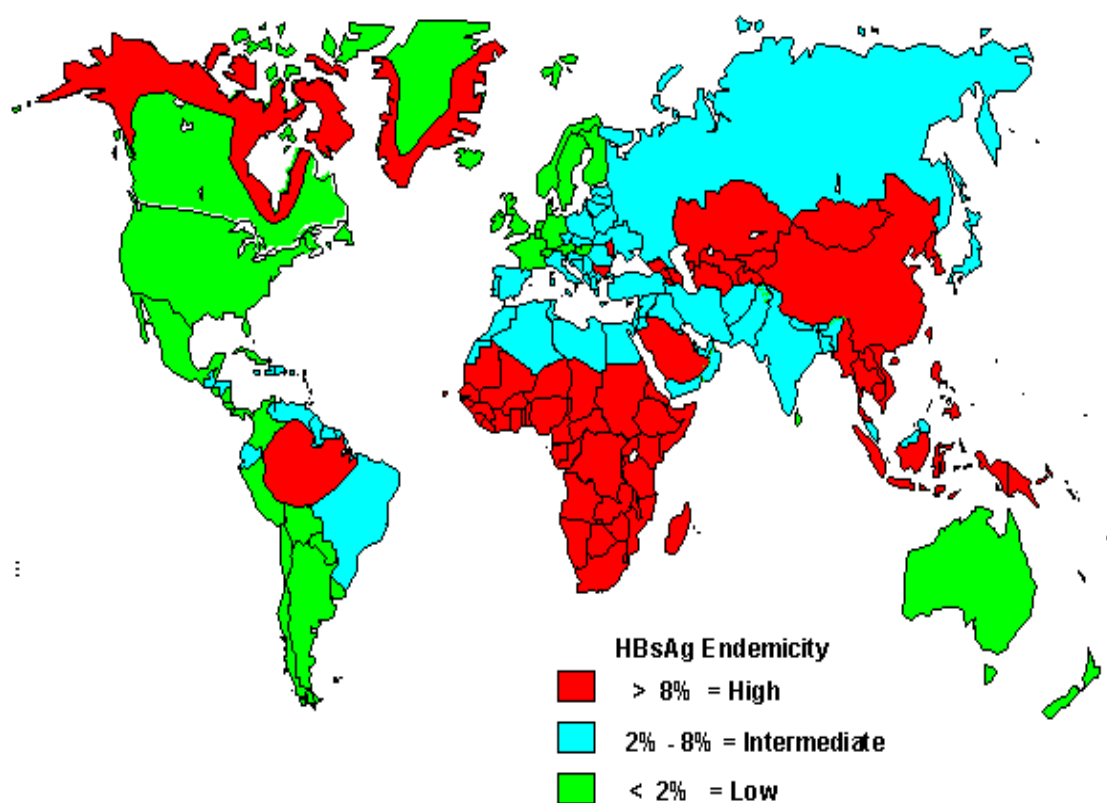 HBsAg Endemicity
> 8% = High
2% - 8% = Intermediate
< 2% = Low